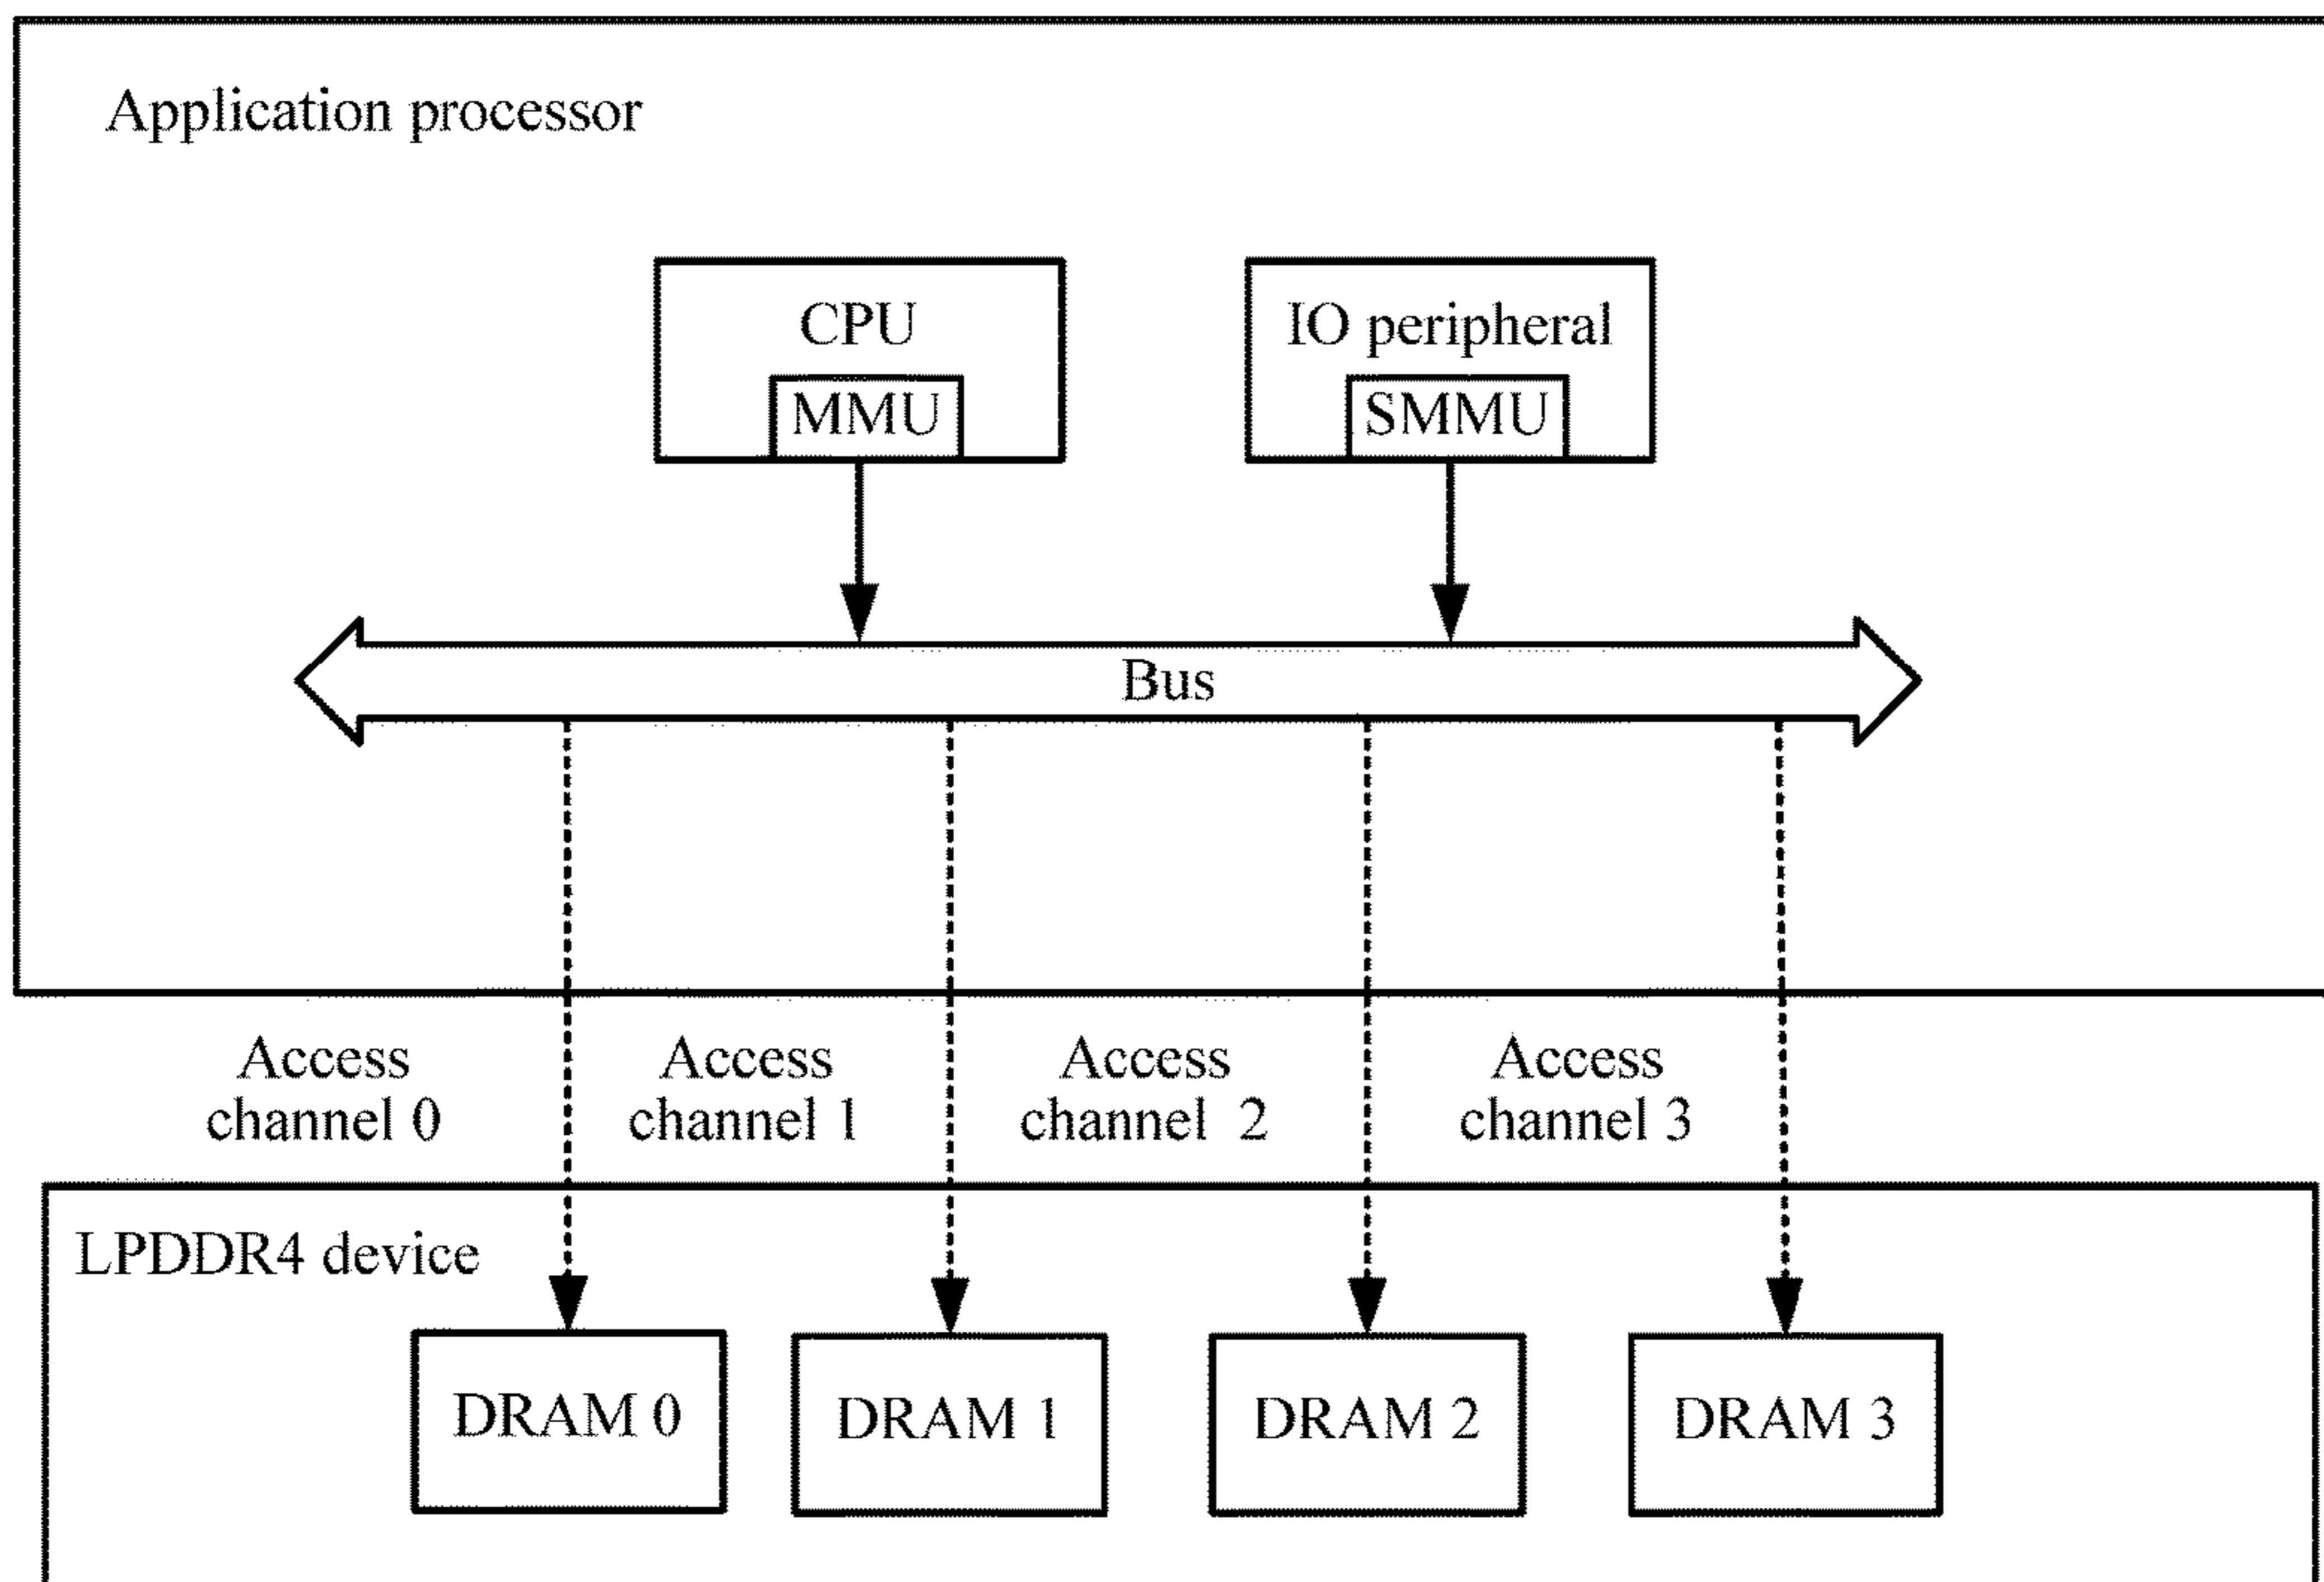 Application processor
CPU
MMU
IO peripheral
SMMU
Bus
Access
channel 0
Access
channel 1
Access
channel 2
Access
channel 3
LPDDR4 device
DRAM 0
DRAM 1
DRAM 2
DRAM 3